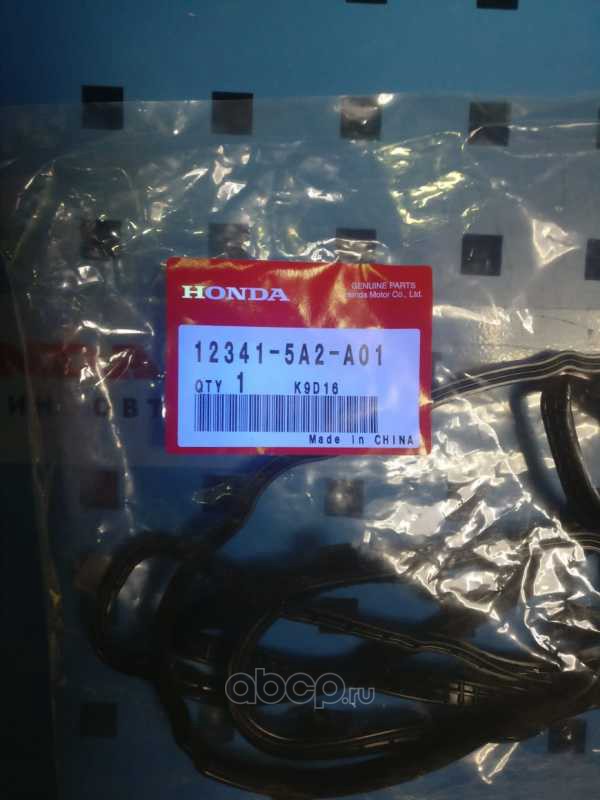 HONDA
GENUINE PARTS
Honda Motor Co., Ltd.
12341-5A2-A01
QTY 1 K9D16
Made in CHINA
abcp.ru